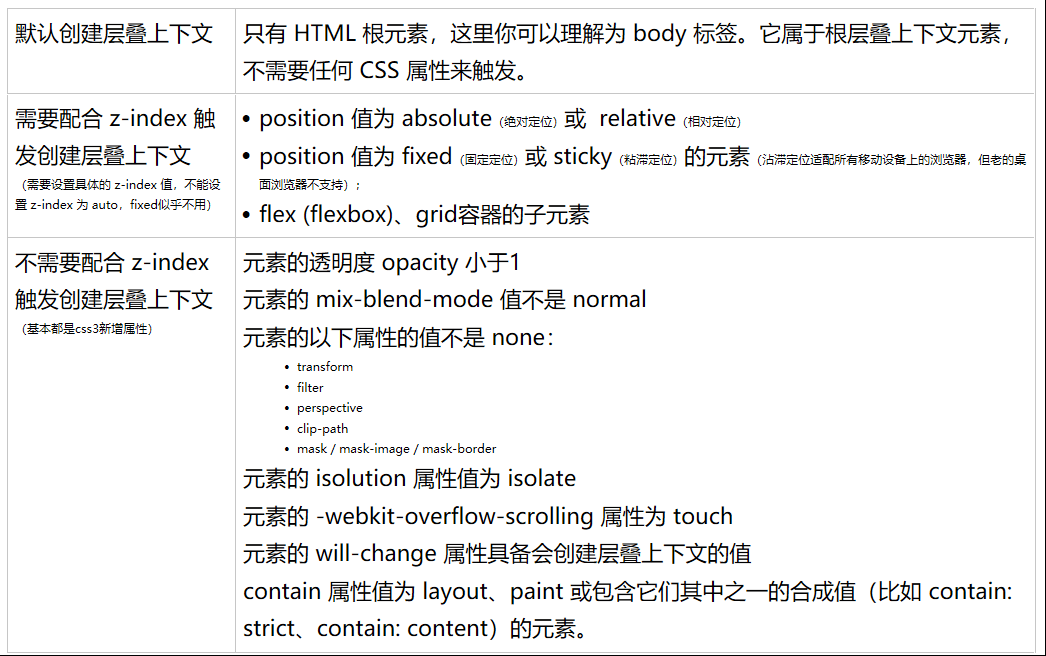 默认创建层叠上下文
只有 HTML 根元素，这里你可以理解为 body 标签。它属于根层叠上下文元素，
不需要任何 CSS 属性来触发。
需要配合 z-index 触
发创建层叠上下文
（需要设置具体的 z-index 值，不能设
置 z-index 为 auto，fixed似乎不用）
• position 值为 absolute（绝对定位）或 relative（相对定位）
• position 值为 fixed（固定定位）或 sticky（粘滞定位）的元素（沾滞定位适配所有移动设备上的浏览器，但老的桌
面浏览器不支持）;
• flex (flexbox)、grid容器的子元素
不需要配合 z-index
触发创建层叠上下文
（基本都是css3新增属性）
元素的透明度 opacity 小于1
元素的 mix-blend-mode 值不是 normal
元素的以下属性的值不是 none：
• transform
• filter
• perspective
• clip-path
• mask / mask-image / mask-border
元素的 isolution 属性值为 isolate
元素的 -webkit-overflow-scrolling 属性为 touch
元素的 will-change 属性具备会创建层叠上下文的值
contain 属性值为 layout、paint 或包含它们其中之一的合成值（比如 contain:
strict、contain: content）的元素。